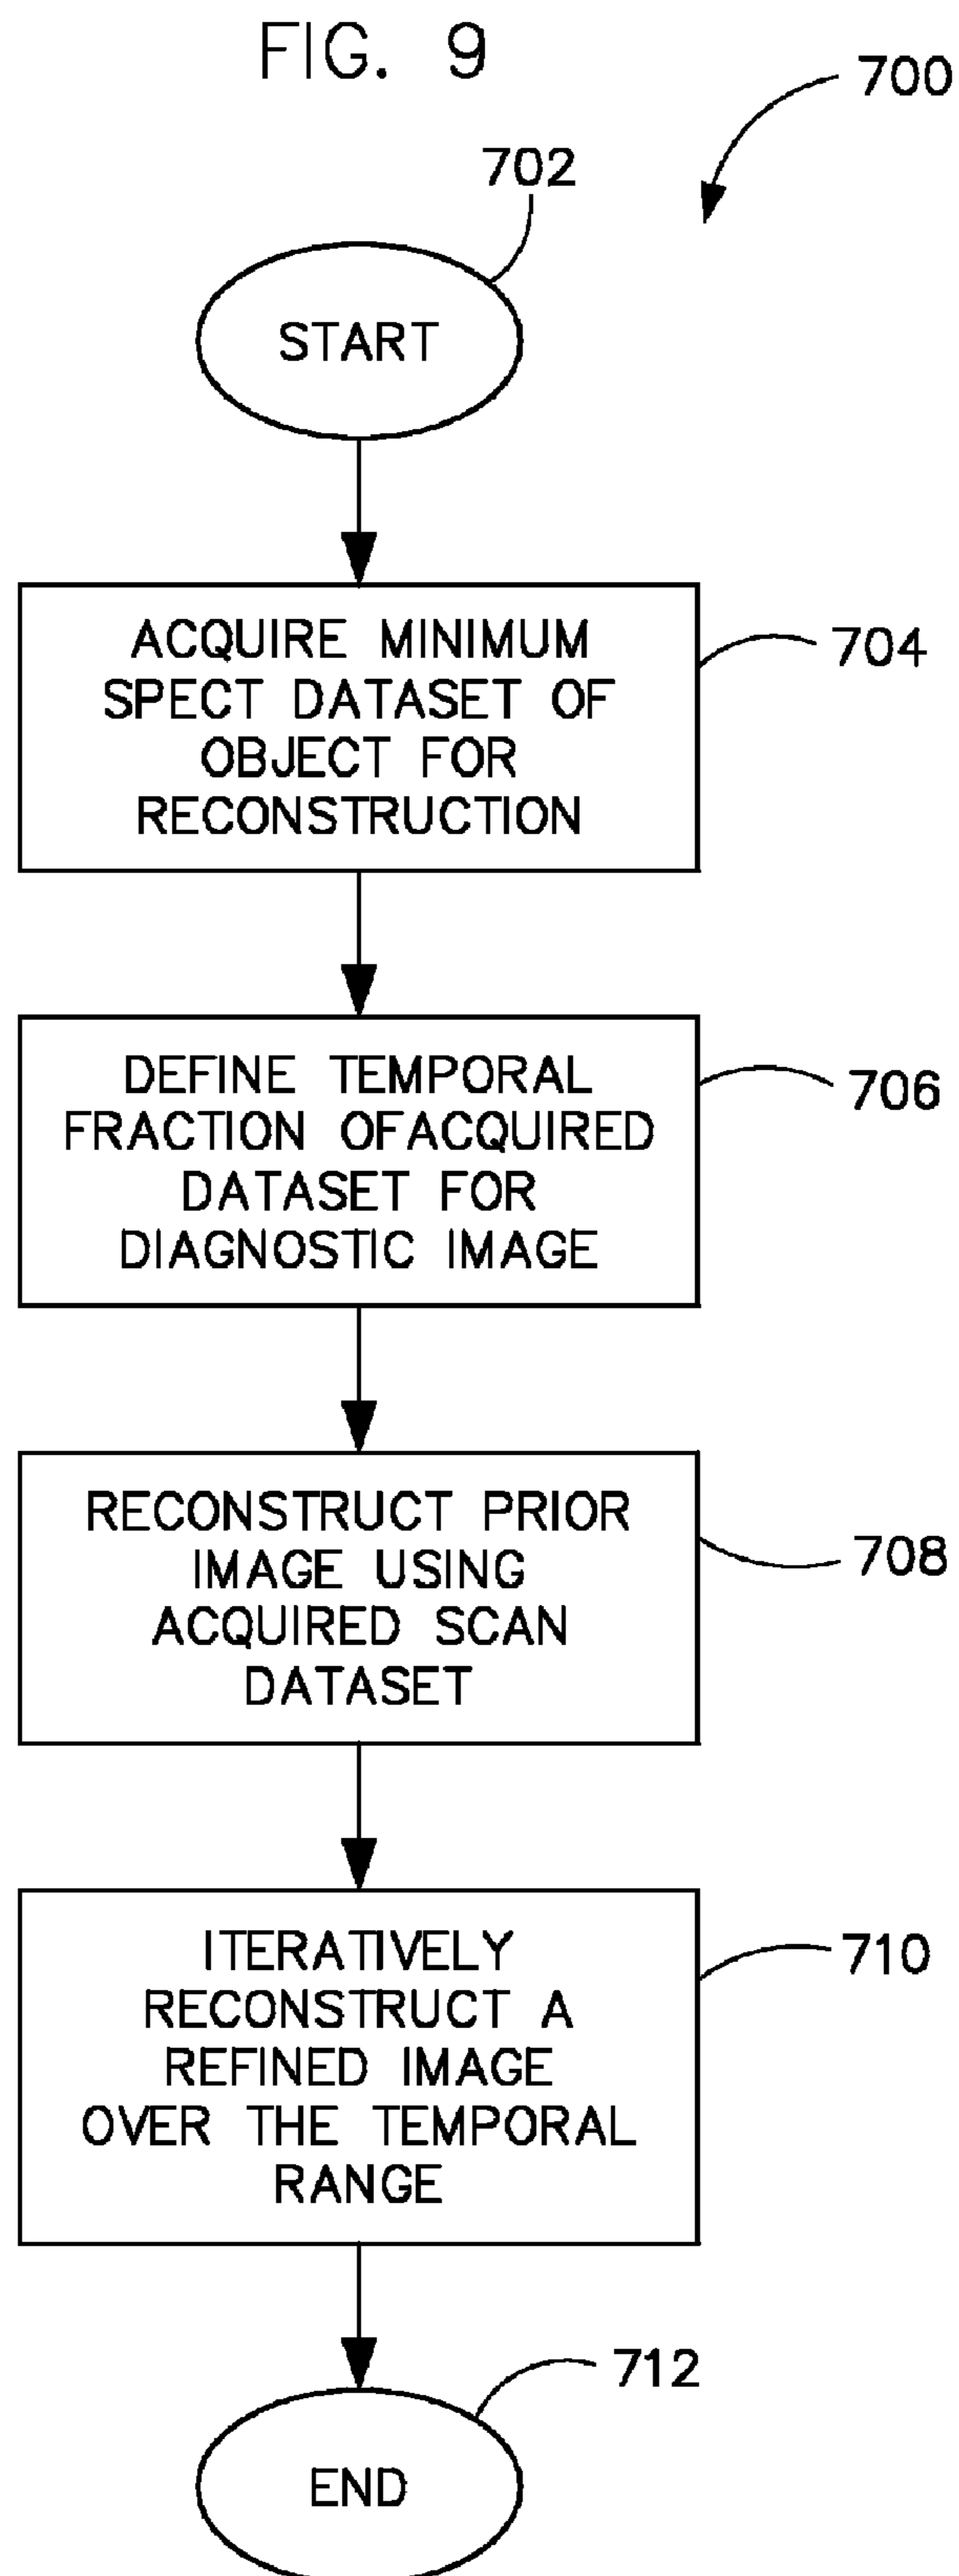 FIG. 9
700
702
START
ACQUIRE MINIMUM
SPECT DATASET OF
OBJECT FOR
RECONSTRUCTION
704
DEFINE TEMPORAL
FRACTION OFACQUIRED
DATASET FOR
DIAGNOSTIC IMAGE
706
RECONSTRUCT PRIOR
IMAGE USING
ACQUIRED SCAN
DATASET
708
ITERATIVELY
RECONSTRUCT A
REFINED IMAGE
OVER THE TEMPORAL
RANGE
710
712
END